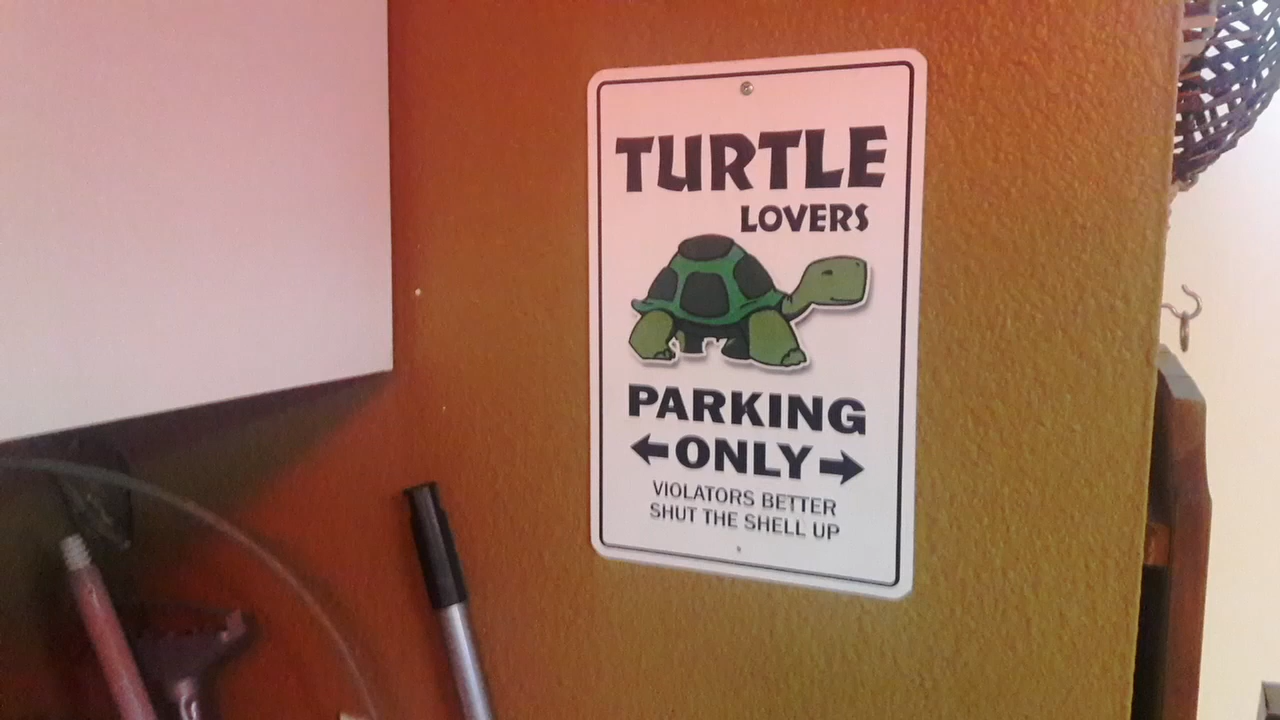 TURTLE
LOVERS
PARKING
←ONLY→
VIOLATORS BETTER
SHUT THE SHELL UP